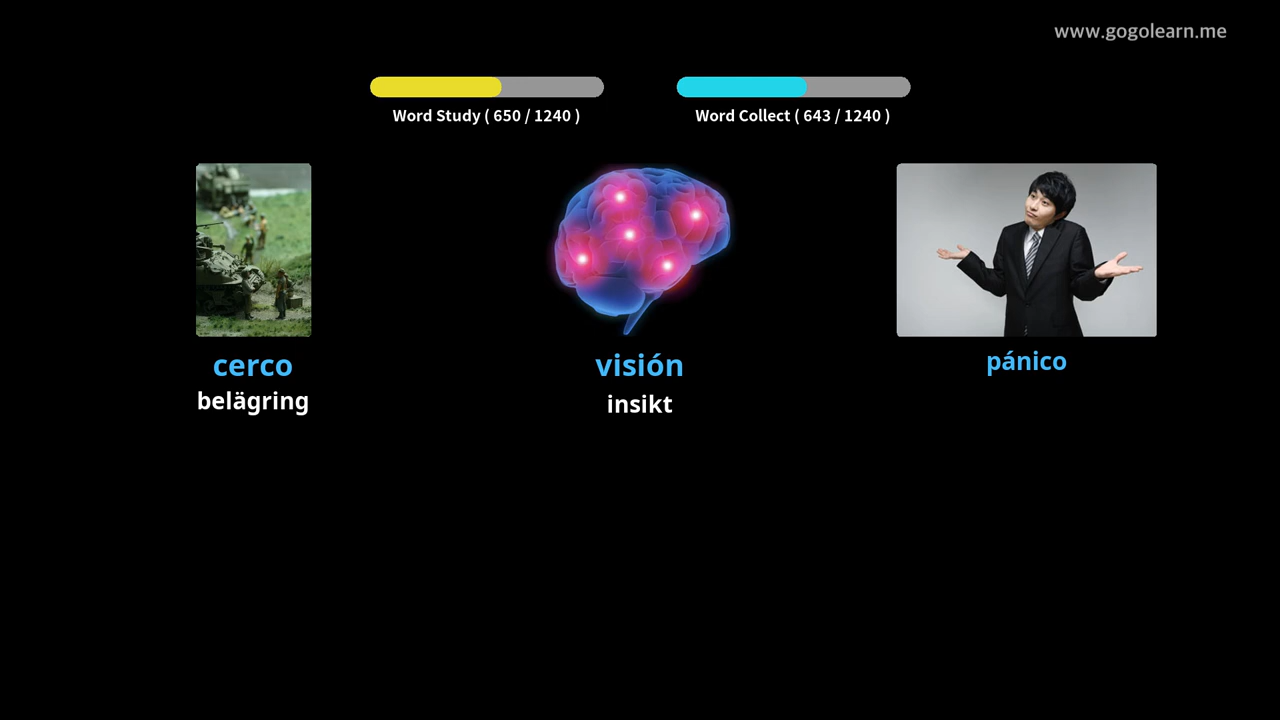 www.gogolearn.me
Word Study ( 650 / 1240 )
Word Collect ( 643 / 1240 )
cerco
belägring
visión
insikt
pánico